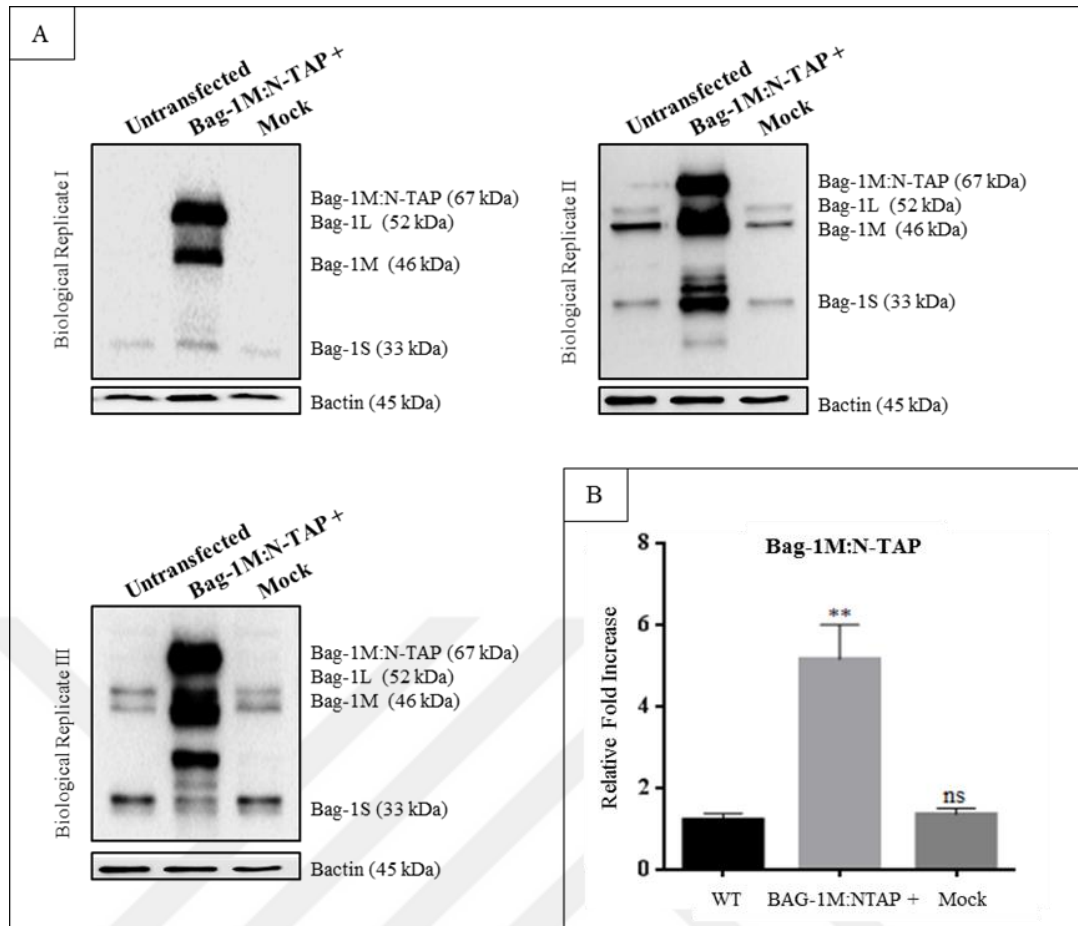 A
Untransfected
Bag-1M:N-TAP +
Mock
Biological Replicate I
Bag-1M:N-TAP (67 kDa)
Bag-1L (52 kDa)
Bag-1M (46 kDa)
Bag-1S (33 kDa)
Bactin (45 kDa)
Untransfected
Bag-1M:N-TAP +
Mock
Biological Replicate II
Bag-1M:N-TAP (67 kDa)
Bag-1L (52 kDa)
Bag-1M (46 kDa)
Bag-1S (33 kDa)
Bactin (45 kDa)
Untransfected
Bag-1M:N-TAP +
Mock
Biological Replicate III
Bag-1M:N-TAP (67 kDa)
Bag-1L (52 kDa)
Bag-1M (46 kDa)
Bag-1S (33 kDa)
Bactin (45 kDa)
B
Bag-1M:N-TAP
Relative Fold Increase
8
6
4
2
0
**
ns
WT BAG-1M:NTAP + Mock